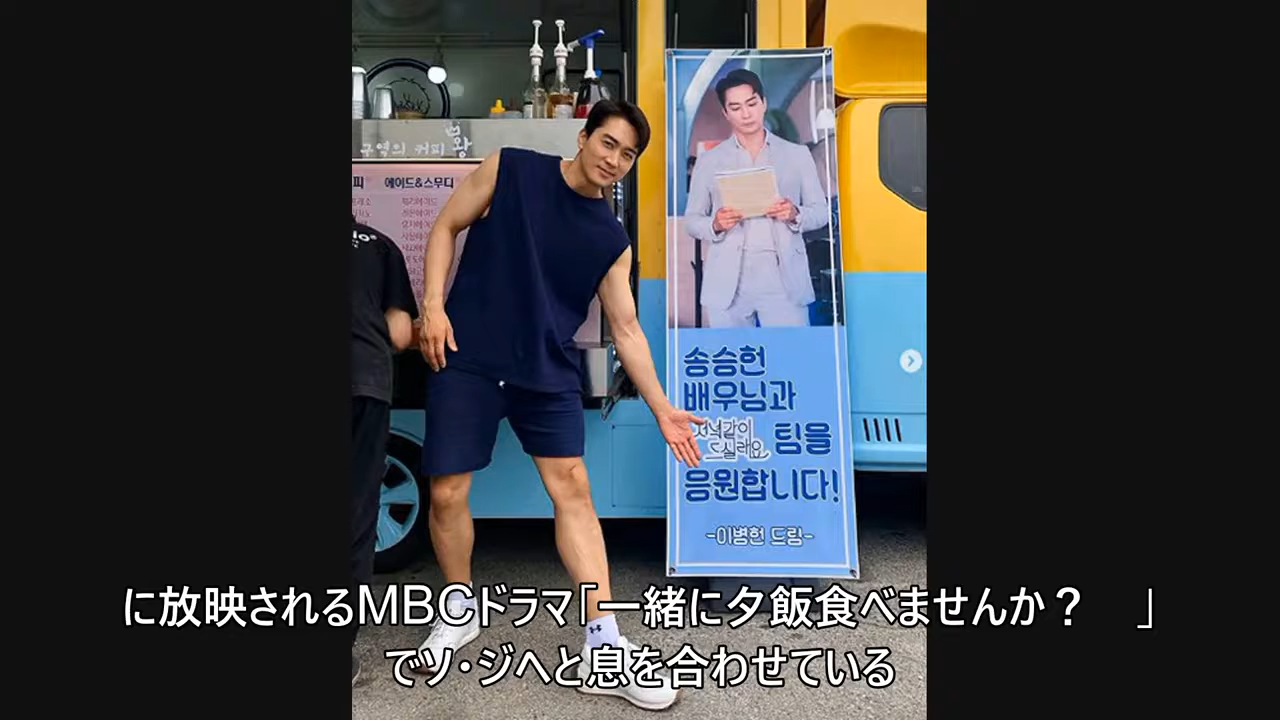 구역의 커피 왕
피
에이드&스무디
송승헌
배우님과
저녁같이
드실래요
팀을
응원합니다!
-이병헌 드림-
に放映されるMBCドラマ「一緒に夕飯食べませんか？　」
でソ・ジヘと息を合わせている